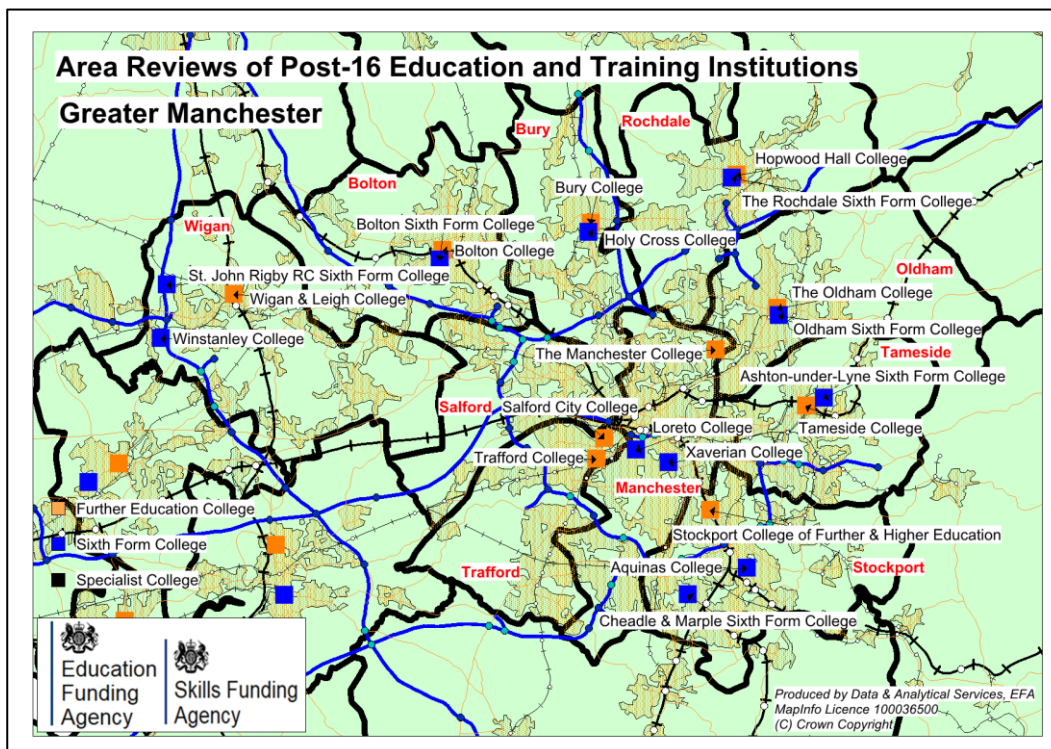 Area Reviews of Post-16 Education and Training Institutions
Greater Manchester
Bury
Rochdale
Hopwood Hall College
Bolton
Bury College
The Rochdale Sixth Form College
Wigan
Bolton Sixth Form College
Holy Cross College
Bolton College
Oldham
St. John Rigby RC Sixth Form College
Wigan & Leigh College
The Oldham College
Oldham Sixth Form College
Winstanley College
The Manchester College
Tameside
Ashton-under-Lyne Sixth Form College
Salford
Salford City College
Loreto College
Tameside College
Trafford College
Xaverian College
Manchester
Further Education College
Stockport College of Further & Higher Education
Sixth Form College
Aquinas College
Stockport
Trafford
Specialist College
Cheadle & Marple Sixth Form College
Education
Funding
Agency
Skills Funding
Agency
Produced by Data & Analytical Services, EFA
MapInfo Licence 100036500
(C) Crown Copyright